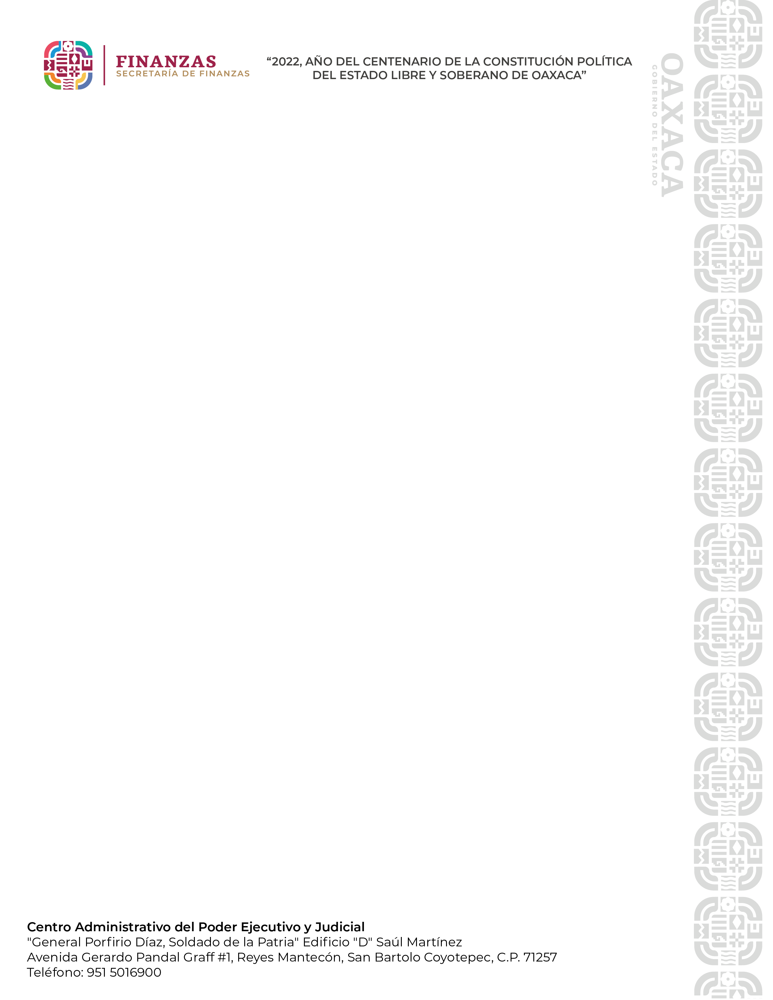 FINANZAS
SECRETARÍA DE FINANZAS
“2022, AÑO DEL CENTENARIO DE LA CONSTITUCIÓN POLÍTICA
DEL ESTADO LIBRE Y SOBERANO DE OAXACA”
OAXACA
GOBIERNO DEL ESTADO
Centro Administrativo del Poder Ejecutivo y Judicial
"General Porfirio Díaz, Soldado de la Patria" Edificio "D" Saúl Martínez
Avenida Gerardo Pandal Graff #1, Reyes Mantecón, San Bartolo Coyotepec, C.P. 71257
Teléfono: 951 5016900